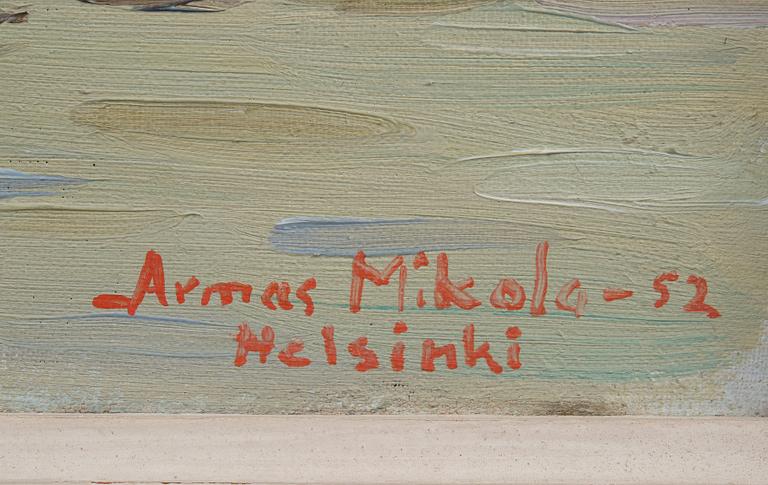 Armas Mikola - 52
Helsinki